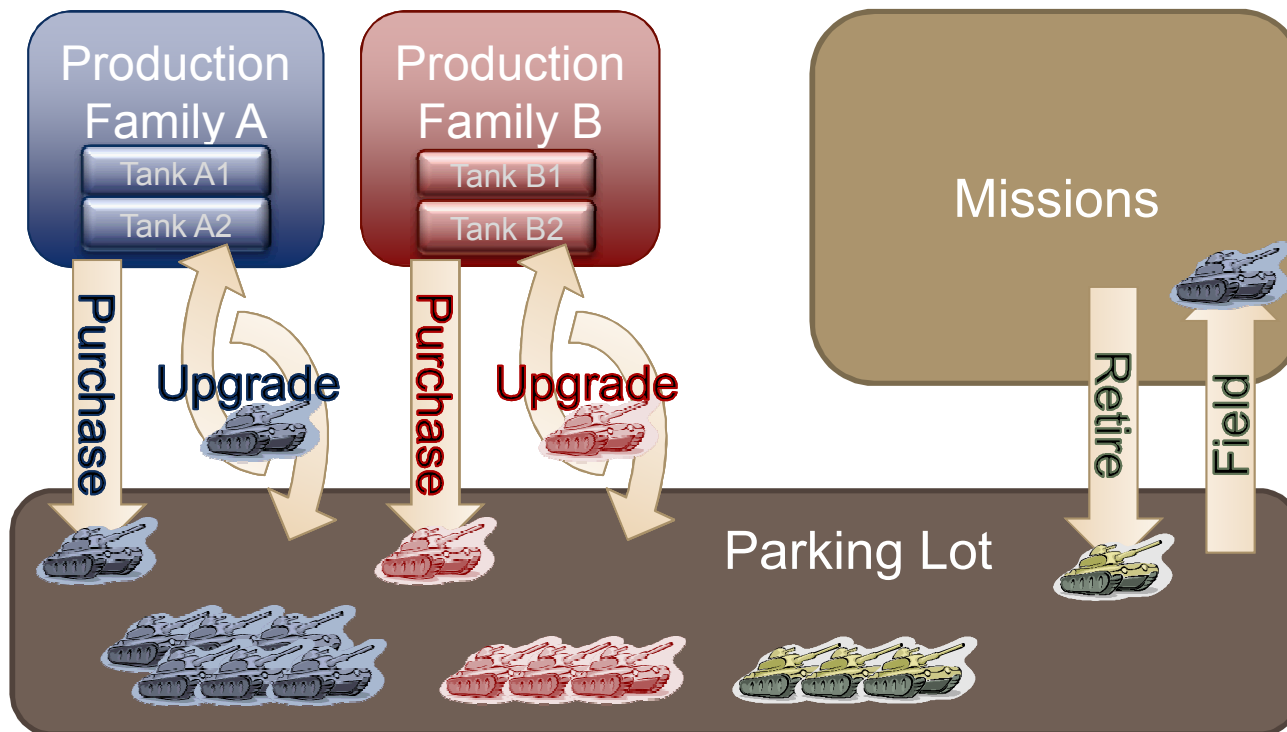 Production
Family A
Tank A1
Tank A2
Production
Family B
Tank B1
Tank B2
Missions
Purchase
Upgrade
Purchase
Upgrade
Retire
Field
Parking Lot